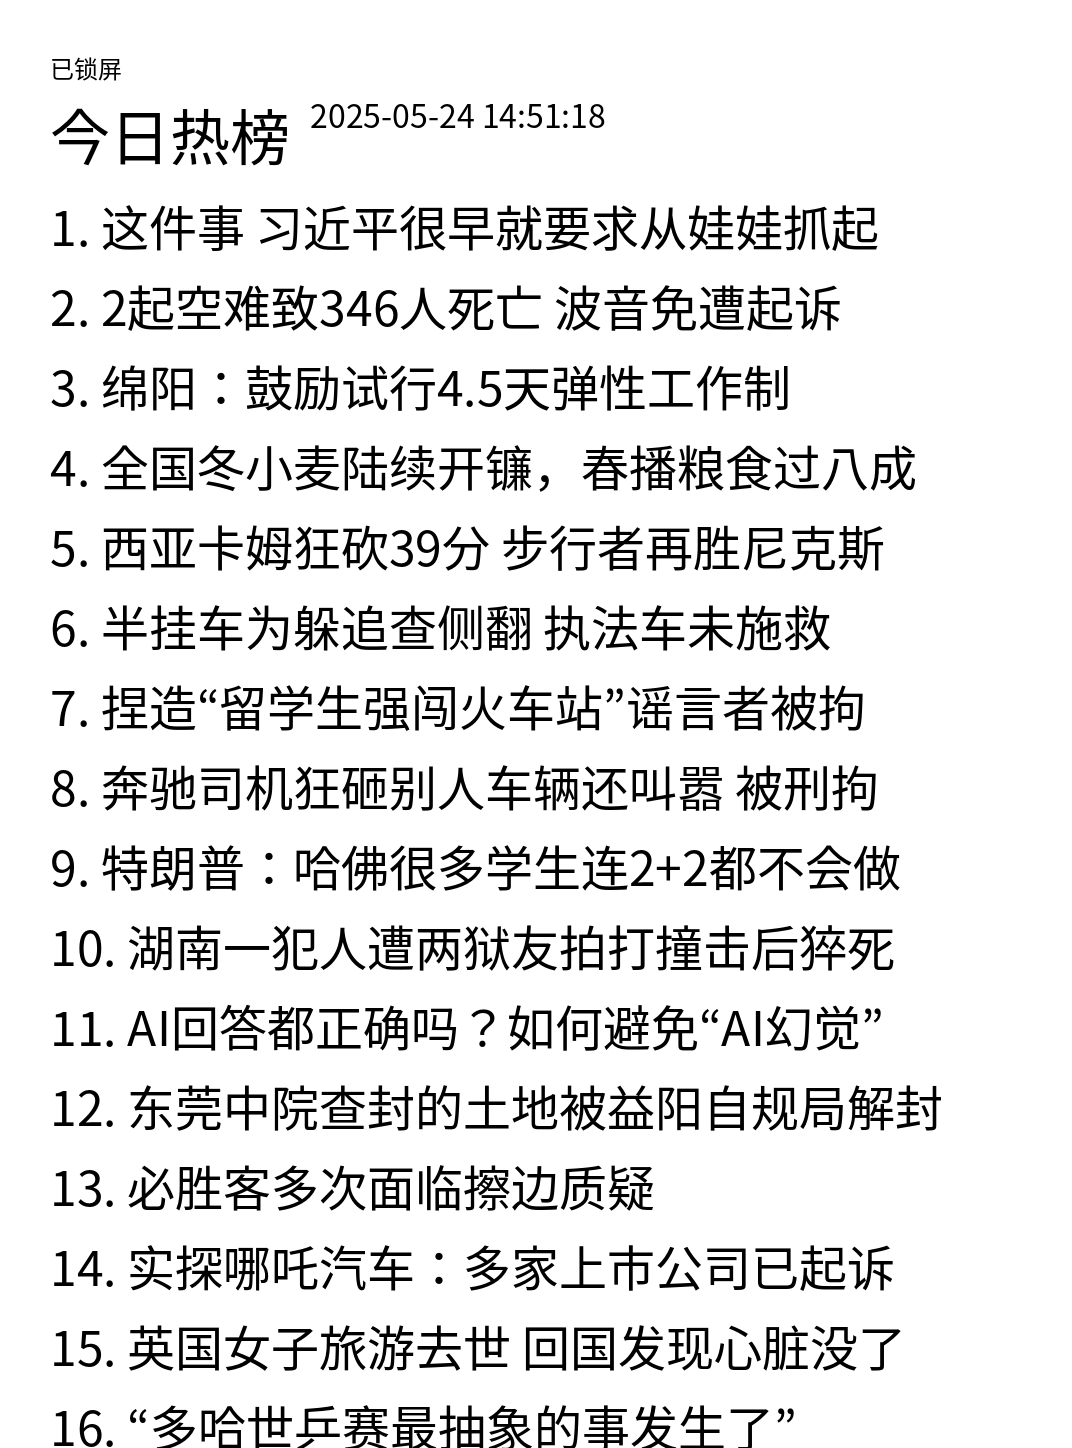 已锁屏
今日热榜 2025-05-24 14:51:18
1. 这件事 习近平很早就要求从娃娃抓起
2. 2起空难致346人死亡 波音免遭起诉
3. 绵阳：鼓励试行4.5天弹性工作制
4. 全国冬小麦陆续开镰，春播粮食过八成
5. 西亚卡姆狂砍39分 步行者再胜尼克斯
6. 半挂车为躲追查侧翻 执法车未施救
7. 捏造“留学生强闯火车站”谣言者被拘
8. 奔驰司机狂砸别人车辆还叫嚣 被刑拘
9. 特朗普：哈佛很多学生连2+2都不会做
10. 湖南一犯人遭两狱友拍打撞击后猝死
11. AI回答都正确吗？如何避免“AI幻觉”
12. 东莞中院查封的土地被益阳自规局解封
13. 必胜客多次面临擦边质疑
14. 实探哪吒汽车：多家上市公司已起诉
15. 英国女子旅游去世 回国发现心脏没了
16. “多哈世乒赛最抽象的事发生了”